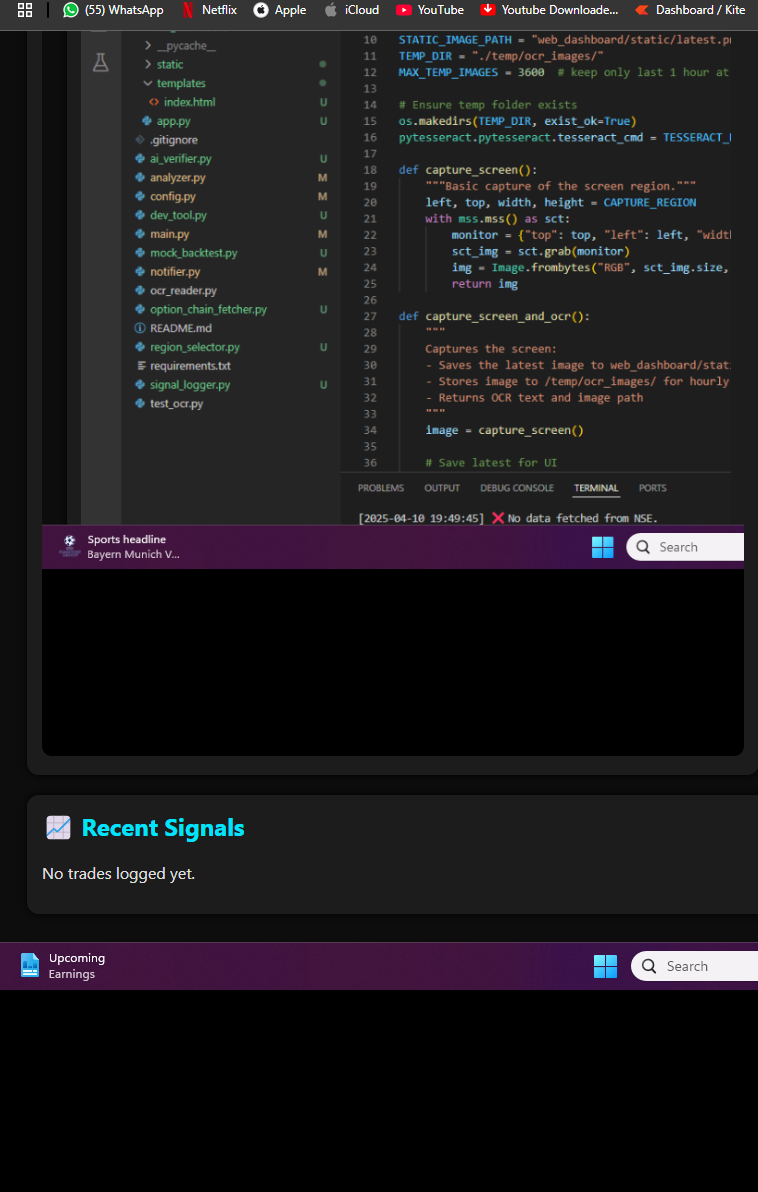 (55) WhatsApp Netflix Apple iCloud YouTube Youtube Downloade... Dashboard / Kite
__pycache__
static
templates
index.html U
app.py U
.gitignore
ai_verifier.py U
analyzer.py M
config.py M
dev_tool.py U
main.py M
mock_backtest.py U
notifier.py M
ocr_reader.py
option_chain_fetcher.py U
README.md
region_selector.py U
requirements.txt
signal_logger.py U
test_ocr.py
10 STATIC_IMAGE_PATH = "web_dashboard/static/latest.p
11 TEMP_DIR = "./temp/ocr_images/"
12 MAX_TEMP_IMAGES = 3600 # keep only last 1 hour at
13
14 # Ensure temp folder exists
15 os.makedirs(TEMP_DIR, exist_ok=True)
16 pytesseract.pytesseract.tesseract_cmd = TESSERACT_
17
18 def capture_screen():
19 """Basic capture of the screen region."""
20 left, top, width, height = CAPTURE_REGION
21 with mss.mss() as sct:
22 monitor = {"top": top, "left": left, "widt
23 sct_img = sct.grab(monitor)
24 img = Image.frombytes("RGB", sct_img.size,
25 return img
26
27 def capture_screen_and_ocr():
28 """
29 Captures the screen:
30 - Saves the latest image to web_dashboard/stat
31 - Stores image to /temp/ocr_images/ for hourly
32 - Returns OCR text and image path
33 """
34 image = capture_screen()
35
36 # Save latest for UI
PROBLEMS OUTPUT DEBUG CONSOLE TERMINAL PORTS
[2025-04-10 19:49:45] ❌ No data fetched from NSE.
Sports headline
Bayern Munich V...
Search
Recent Signals
No trades logged yet.
Upcoming
Earnings
Search